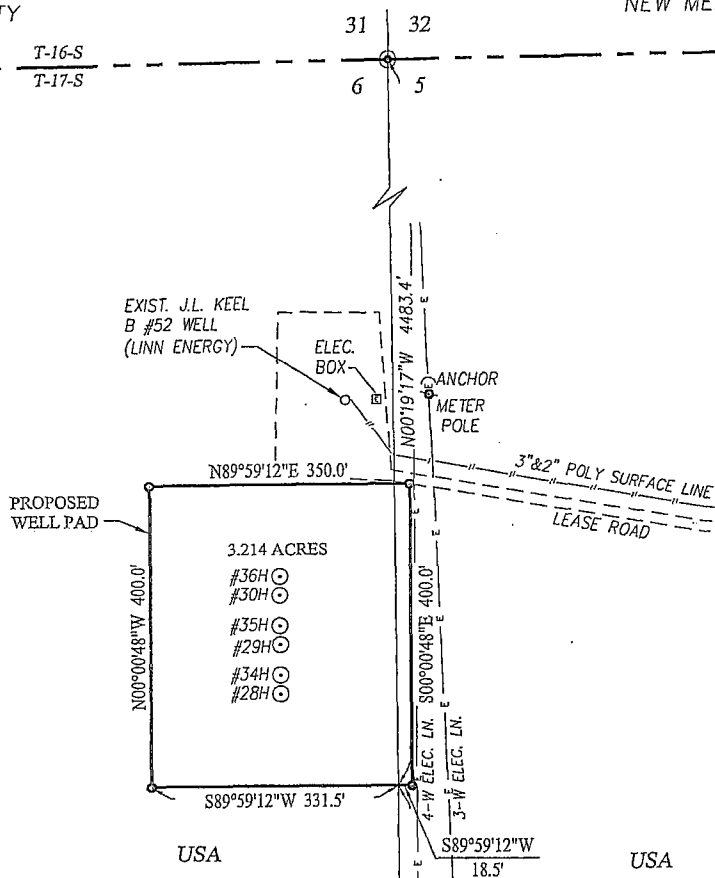 TY
NEW ME
31 32
T-16-S
T-17-S
6 5
EXIST. J.L. KEEL
B #52 WELL
(LINN ENERGY)
ELEC.
BOX
E
N00°19'17"W 4483.4'
E
E
ANCHOR
METER
POLE
3"&2" POLY SURFACE LINE
LEASE ROAD
N89°59'12"E 350.0'
PROPOSED
WELL PAD
3.214 ACRES
#36H
#30H
#35H
#29H
#34H
#28H
N00°00'48"W 400.0'
S00°00'48"E 400.0'
E
E
E
E
4-W ELEC. LN.
3-W ELEC. LN.
E
E
S89°59'12"W 331.5'
S89°59'12"W
18.5'
USA
USA
E